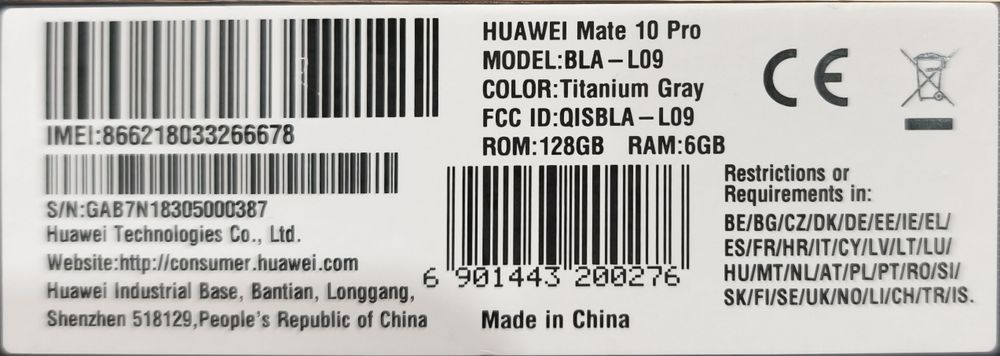 IMEI:866218033266678
S/N:GAB7N18305000387
Huawei Technologies Co., Ltd.
Website:http://consumer.huawei.com
Huawei Industrial Base, Bantian, Longgang,
Shenzhen 518129,People's Republic of China
HUAWEI Mate 10 Pro
MODEL:BLA-L09
COLOR:Titanium Gray
FCC ID:QISBLA-L09
ROM:128GB RAM:6GB
6 901443 200276
Made in China
CE
Restrictions or
Requirements in:
BE/BG/CZ/DK/DE/EE/IE/EL/
ES/FR/HR/IT/CY/LV/LT/LU/
HU/MT/NL/AT/PL/PT/RO/SI/
SK/FI/SE/UK/NO/LI/CH/TR/IS.